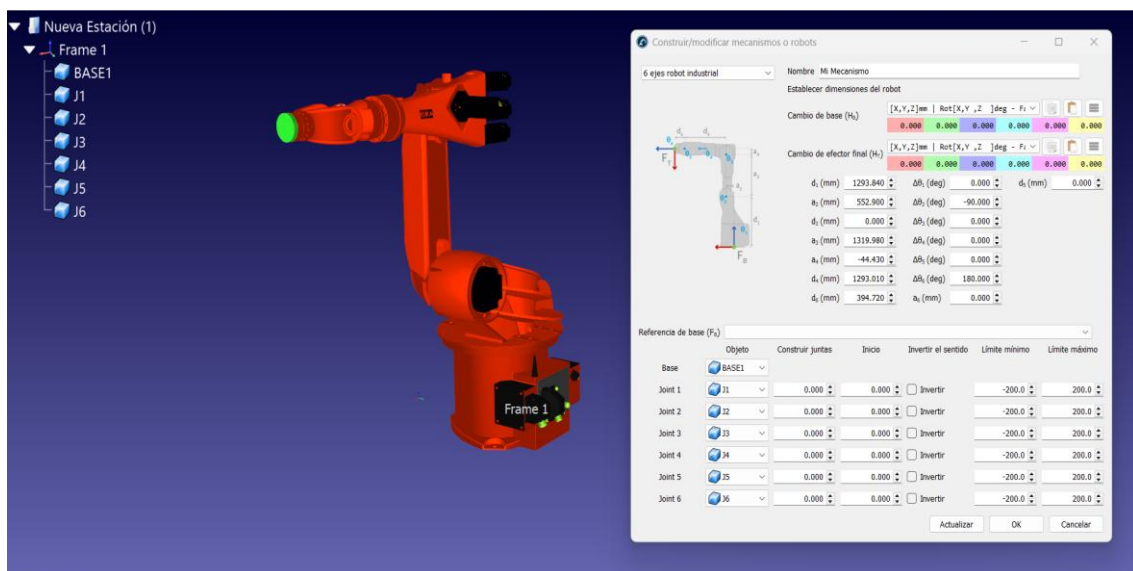 Nueva Estación (1)
Frame 1
BASE1
J1
J2
J3
J4
J5
J6
Frame 1
Construir/modificar mecanismos o robots
6 ejes robot industrial
Nombre Mi Mecanismo
Establecer dimensiones del robot
Cambio de base (H₀) [X,Y,Z]mm | Rot[X,Y ,Z ]deg - Fa
0.000 0.000 0.000 0.000 0.000 0.000
Cambio de efector final (Hₜ) [X,Y,Z]mm | Rot[X,Y ,Z ]deg - Fa
0.000 0.000 0.000 0.000 0.000 0.000
d₁ (mm) 1293.840 Δθ₁ (deg) 0.000 d₅ (mm) 0.000
a₂ (mm) 552.900 Δθ₂ (deg) -90.000
d₂ (mm) 0.000 Δθ₃ (deg) 0.000
a₃ (mm) 1319.980 Δθ₄ (deg) 0.000
a₄ (mm) -44.430 Δθ₅ (deg) 0.000
d₄ (mm) 1293.010 Δθ₆ (deg) 180.000
d₆ (mm) 394.720 a₆ (mm) 0.000
Referencia de base (F₀)
Objeto Construir juntas Inicio Invertir el sentido Límite mínimo Límite máximo
Base BASE1
Joint 1 J1 0.000 0.000 Invertir -200.0 200.0
Joint 2 J2 0.000 0.000 Invertir -200.0 200.0
Joint 3 J3 0.000 0.000 Invertir -200.0 200.0
Joint 4 J4 0.000 0.000 Invertir -200.0 200.0
Joint 5 J5 0.000 0.000 Invertir -200.0 200.0
Joint 6 J6 0.000 0.000 Invertir -200.0 200.0
Actualizar OK Cancelar